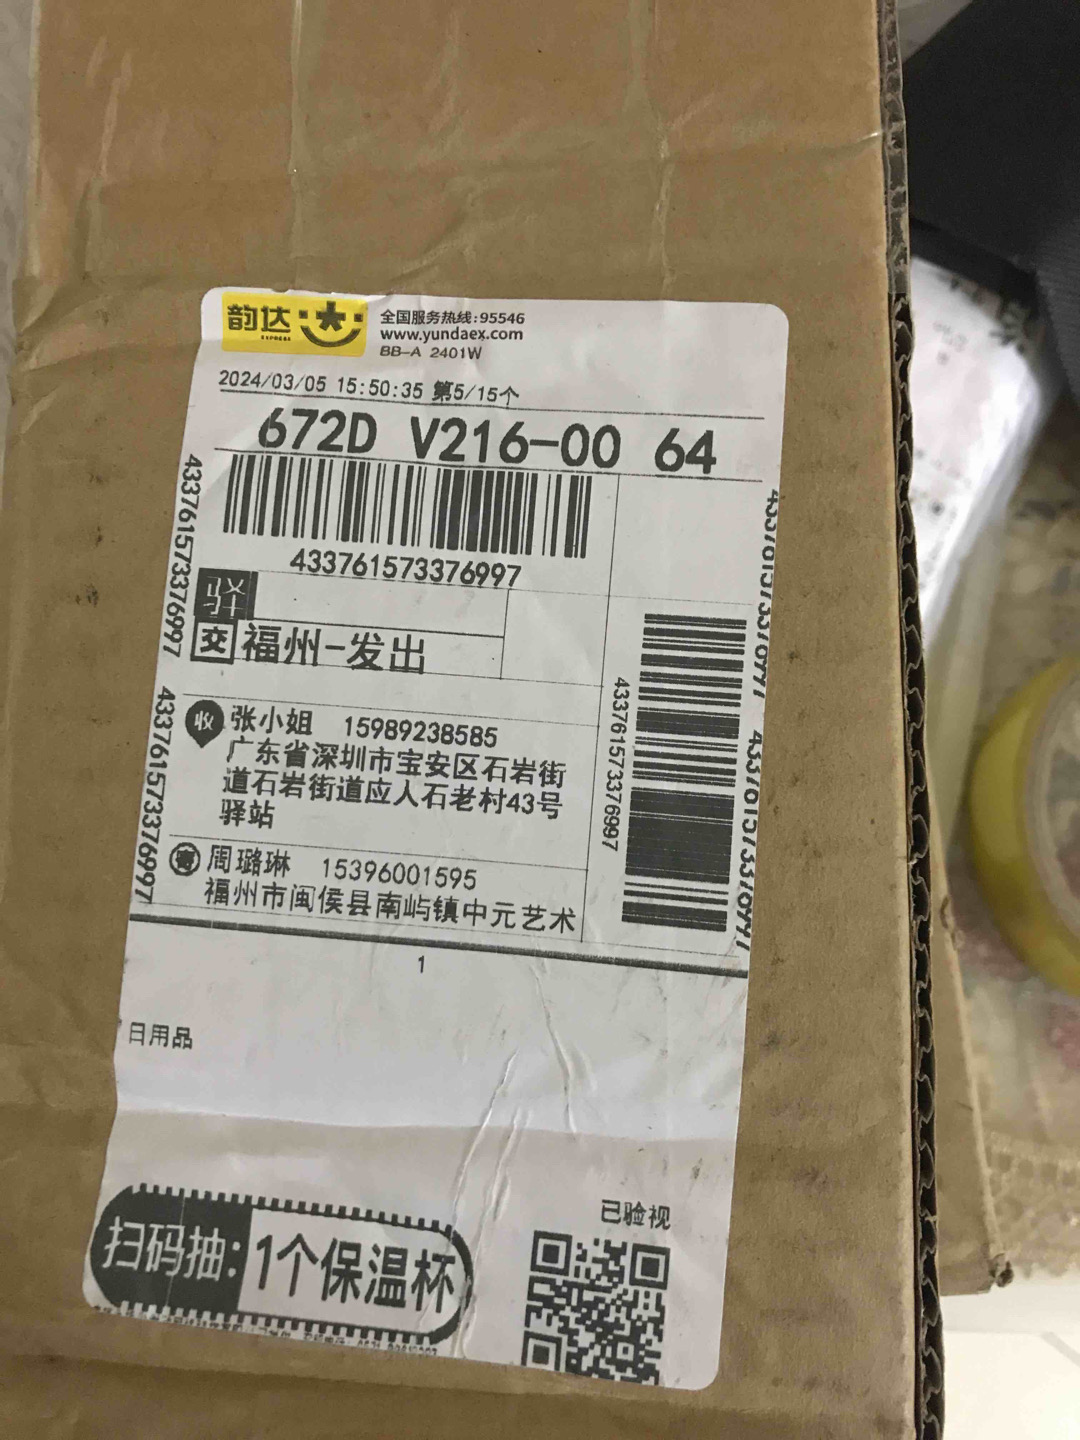 韵达
EXPRESS
全国服务热线:95546
www.yundaex.com
BB-A 2401W
2024/03/05 15:50:35 第5/15个
672D V216-00 64
433761573376997
433761573376997
433761573376997
驿
交 福州-发出
收 张小姐 15989238585
广东省深圳市宝安区石岩街
道石岩街道应人石老村43号
驿站
433761573376997
433761573376997
433761573376997
433761573376997
寄 周璐琳 15396001595
福州市闽侯县南屿镇中元艺术
1
日用品
已验视
扫码抽:1个保温杯